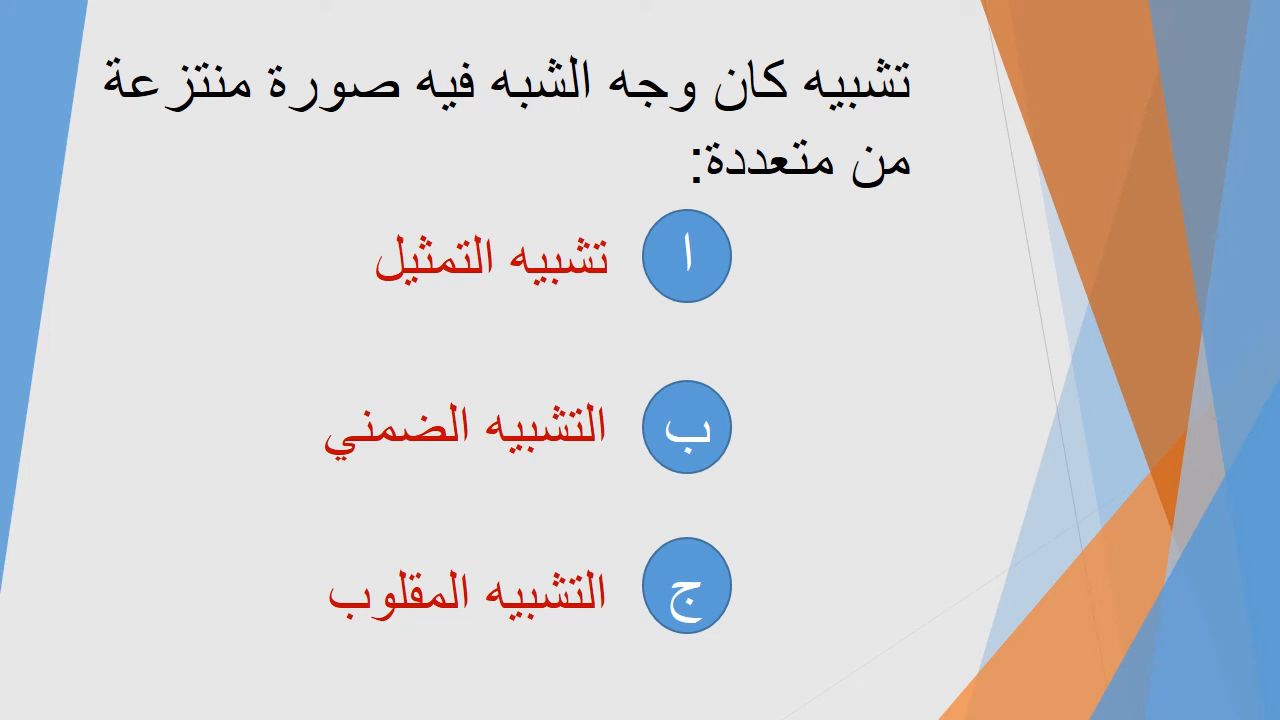 تشبيه كان وجه الشبه فيه صورة منتزعة
من متعددة:
ا تشبيه التمثيل
ب التشبيه الضمني
ج التشبيه المقلوب